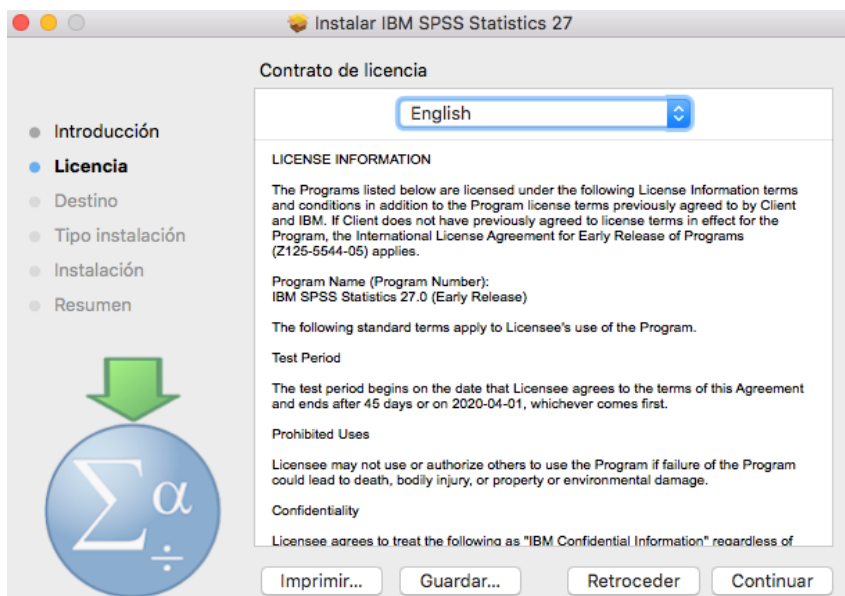 Instalar IBM SPSS Statistics 27
Contrato de licencia
Introducción
Licencia
Destino
Tipo instalación
Instalación
Resumen
English
LICENSE INFORMATION
The Programs listed below are licensed under the following License Information terms
and conditions in addition to the Program license terms previously agreed to by Client
and IBM. If Client does not have previously agreed to license terms in effect for the
Program, the International License Agreement for Early Release of Programs
(Z125-5544-05) applies.
Program Name (Program Number):
IBM SPSS Statistics 27.0 (Early Release)
The following standard terms apply to Licensee's use of the Program.
Test Period
The test period begins on the date that Licensee agrees to the terms of this Agreement
and ends after 45 days or on 2020-04-01, whichever comes first.
Prohibited Uses
Licensee may not use or authorize others to use the Program if failure of the Program
could lead to death, bodily injury, or property or environmental damage.
Confidentiality
Licensee agrees to treat the following as "IBM Confidential Information" regardless of
Σ α ÷
Imprimir...
Guardar...
Retroceder
Continuar